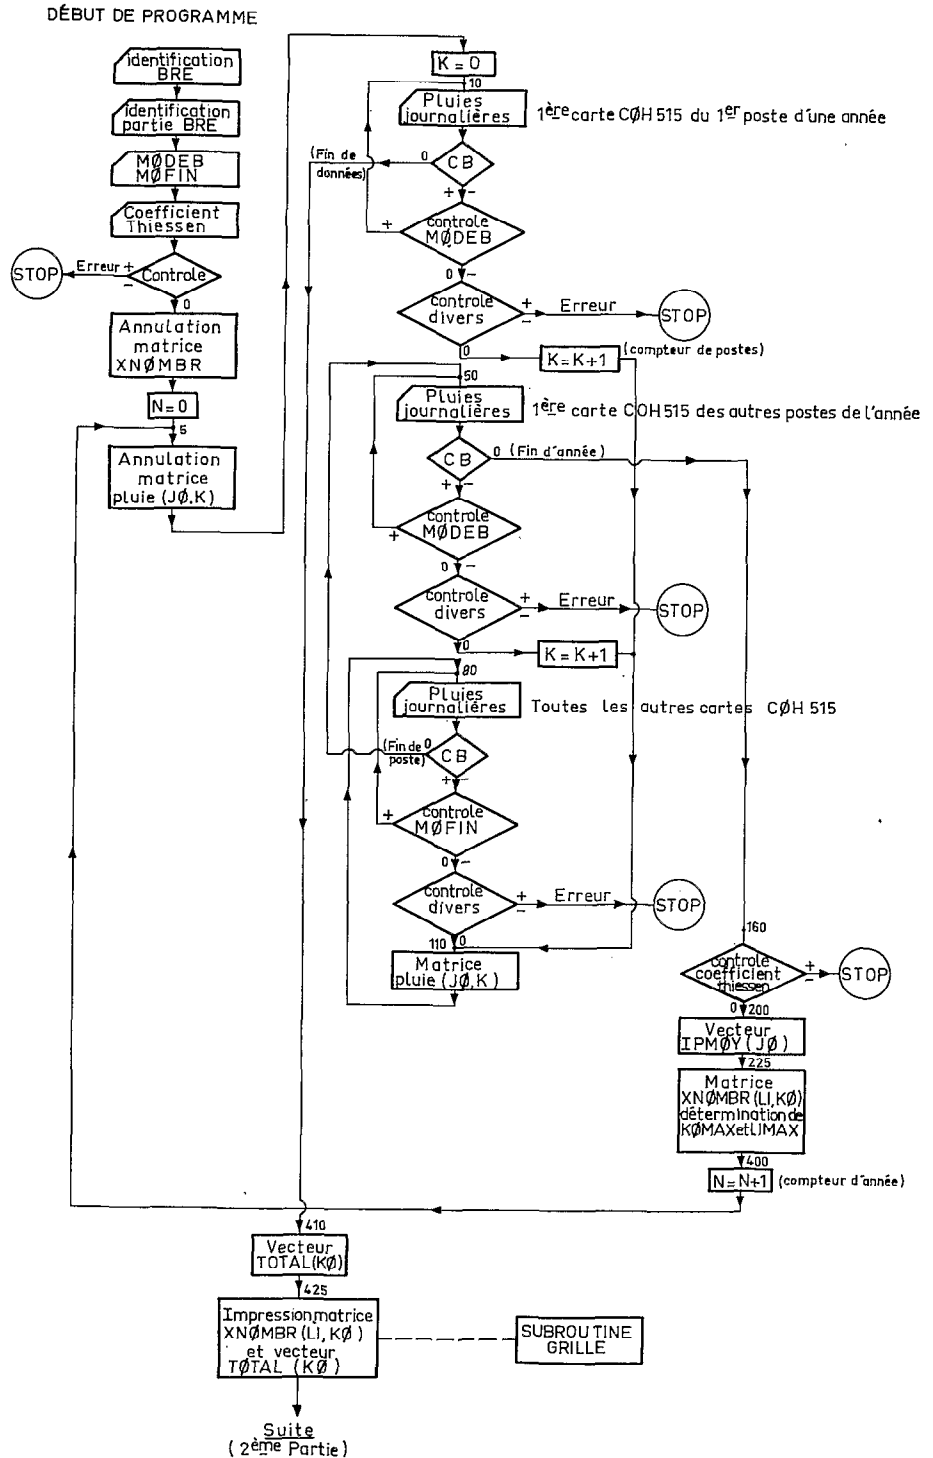 DÉBUT DE PROGRAMME
identification
BRE
identification
partie BRE
MØDEB
MØFIN
Coefficient
Thiessen
Controle
Erreur + −
STOP
0
Annulation
matrice
XNØMBR
N=0
5
Annulation
matrice
pluie (JØ,K)
K=0
10
Pluies
journalières
1ère carte CØH 515 du 1er poste d'une année
(Fin de
données)
0
CB
+ −
controle
MØDEB
+
0 −
controle
divers
+ −
Erreur
STOP
0
K=K+1
(compteur de postes)
50
Pluies
journalières
1ère carte COH 515 des autres postes de l'année
CB
0 (Fin d'année)
+ −
controle
MØDEB
+
0 −
controle
divers
+ −
Erreur
STOP
0
K=K+1
80
Pluies
journalières
Toutes les autres cartes CØH 515
(Fin de
poste)
0
CB
+ −
controle
MØFIN
+
0 −
controle
divers
+ −
Erreur
STOP
110
0
Matrice
pluie (JØ,K)
160
controle
coefficient
thiessen
+ −
STOP
0
200
Vecteur
IPMØY (JØ)
225
Matrice
XNØMBR (LI,KØ)
détermination de
KØMAX et LIMAX
400
N=N+1
(compteur d'année)
410
Vecteur
TOTAL(KØ)
425
Impression matrice
XNØMBR (LI, KØ)
et vecteur
TØTAL (KØ)
SUBROUTINE
GRILLE
Suite
(2ème Partie)